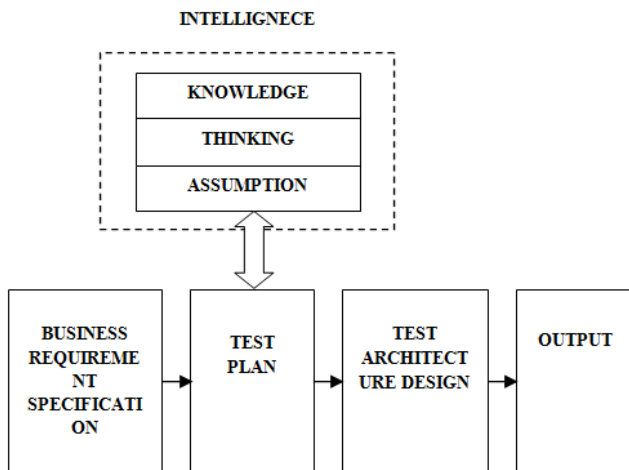 INTELLIGNECE
KNOWLEDGE
THINKING
ASSUMPTION
BUSINESS
REQUIREME
NT
SPECIFICATI
ON
TEST
PLAN
TEST
ARCHITECT
URE DESIGN
OUTPUT